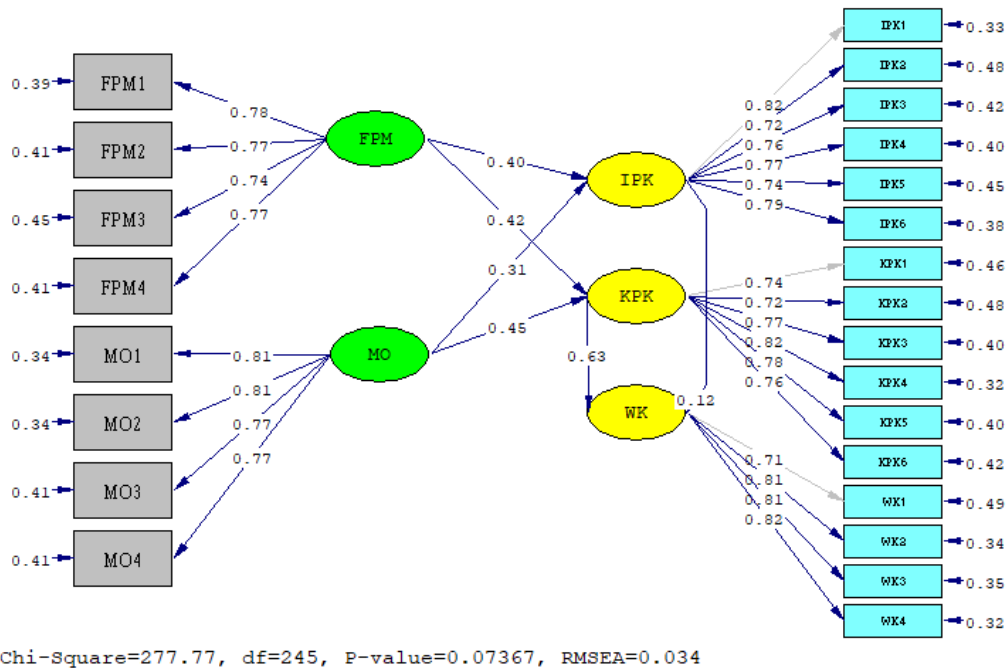 0.39 FPM1
0.41 FPM2
0.45 FPM3
0.41 FPM4
0.34 MO1
0.34 MO2
0.41 MO3
0.41 MO4
0.78
0.77
0.74
0.77
0.81
0.81
0.77
0.77
FPM
MO
0.40
0.42
0.31
0.45
IPK
KPK
0.63
WK
0.12
0.82
0.72
0.76
0.77
0.74
0.79
0.74
0.72
0.77
0.82
0.78
0.76
0.71
0.81
0.81
0.82
IPK1 0.33
IPK2 0.48
IPK3 0.42
IPK4 0.40
IPK5 0.45
IPK6 0.38
KPK1 0.46
KPK2 0.48
KPK3 0.40
KPK4 0.32
KPK5 0.40
KPK6 0.42
WK1 0.49
WK2 0.34
WK3 0.35
WK4 0.32
Chi-Square=277.77, df=245, P-value=0.07367, RMSEA=0.034